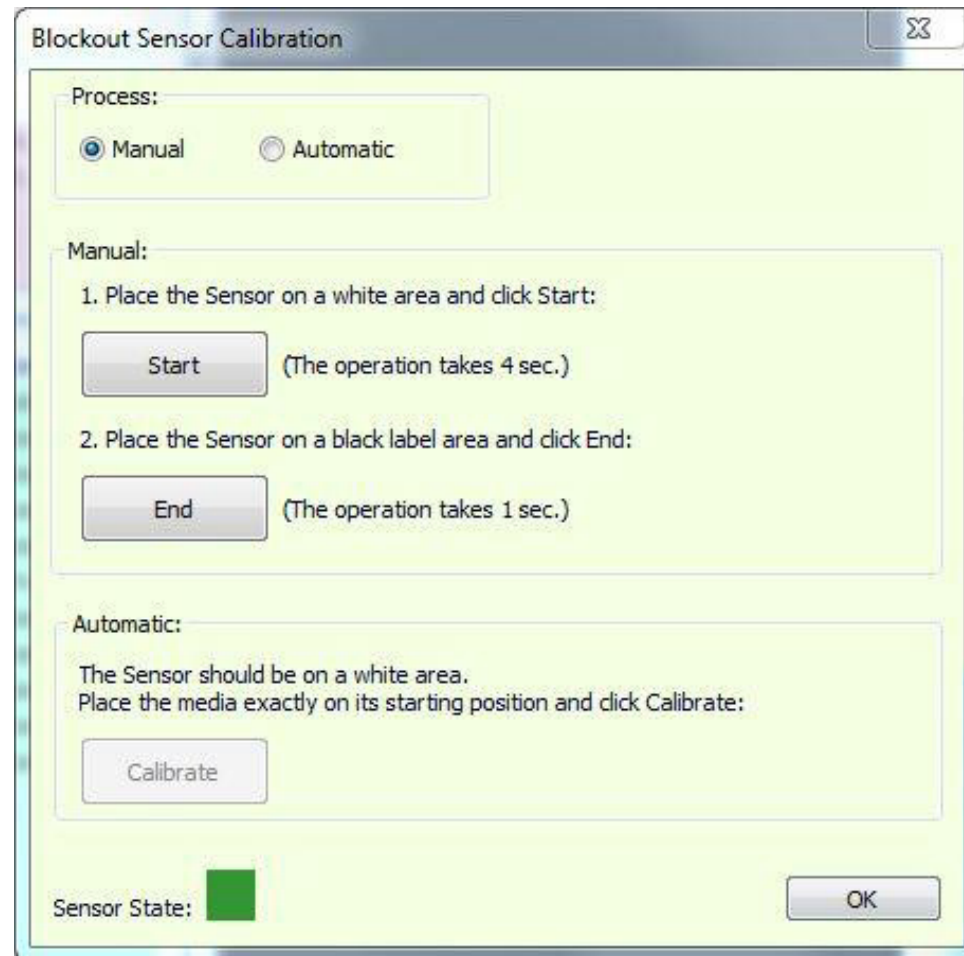 Blockout Sensor Calibration
Process:
Manual Automatic
Manual:
1. Place the Sensor on a white area and click Start:
Start (The operation takes 4 sec.)
2. Place the Sensor on a black label area and click End:
End (The operation takes 1 sec.)
Automatic:
The Sensor should be on a white area.
Place the media exactly on its starting position and click Calibrate:
Calibrate
Sensor State: OK